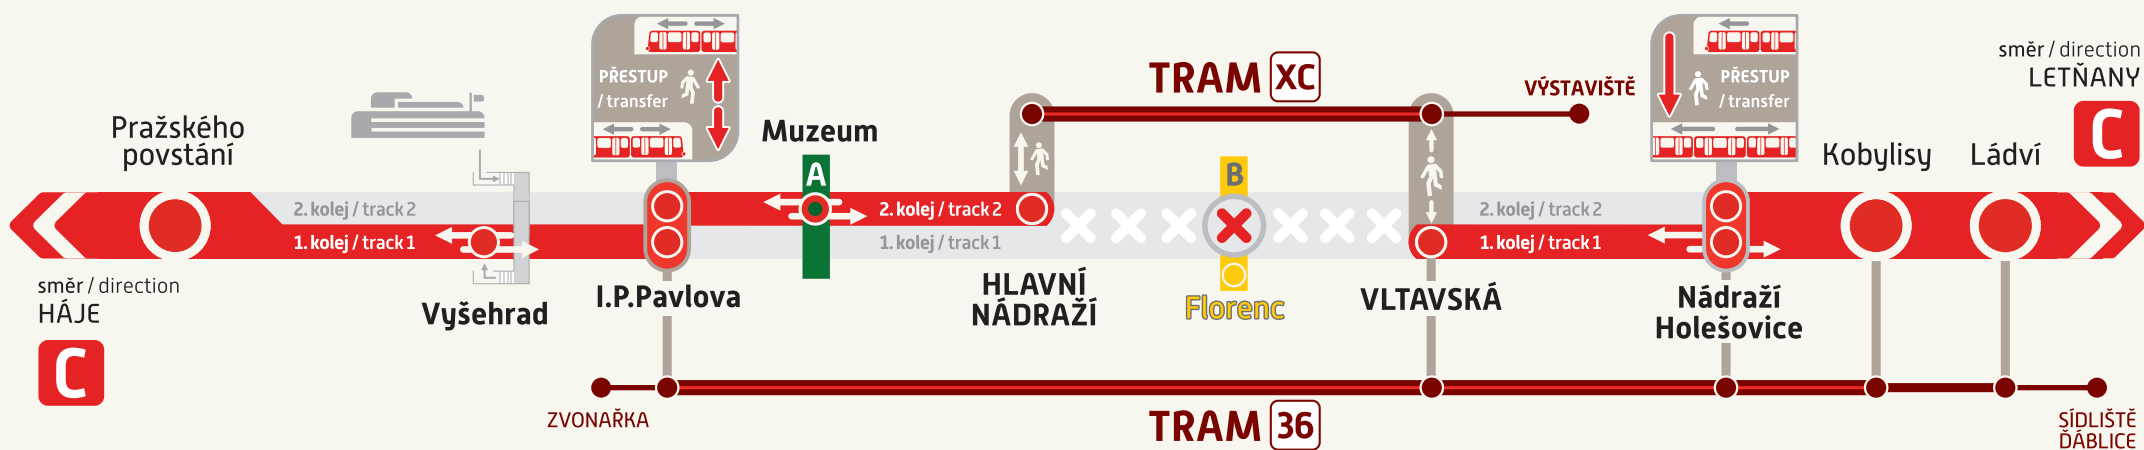 Pražského
povstání
směr / direction
HÁJE
C
2. kolej / track 2
1. kolej / track 1
Vyšehrad
PŘESTUP
/ transfer
I.P.Pavlova
Muzeum
A
2. kolej / track 2
1. kolej / track 1
HLAVNÍ
NÁDRAŽÍ
TRAM XC
VÝSTAVIŠTĚ
B
Florenc
VLTAVSKÁ
2. kolej / track 2
1. kolej / track 1
PŘESTUP
/ transfer
Nádraží
Holešovice
Kobylisy
Ládví
směr / direction
LETŇANY
C
ZVONAŘKA
TRAM 36
SÍDLIŠTĚ
ĎÁBLICE